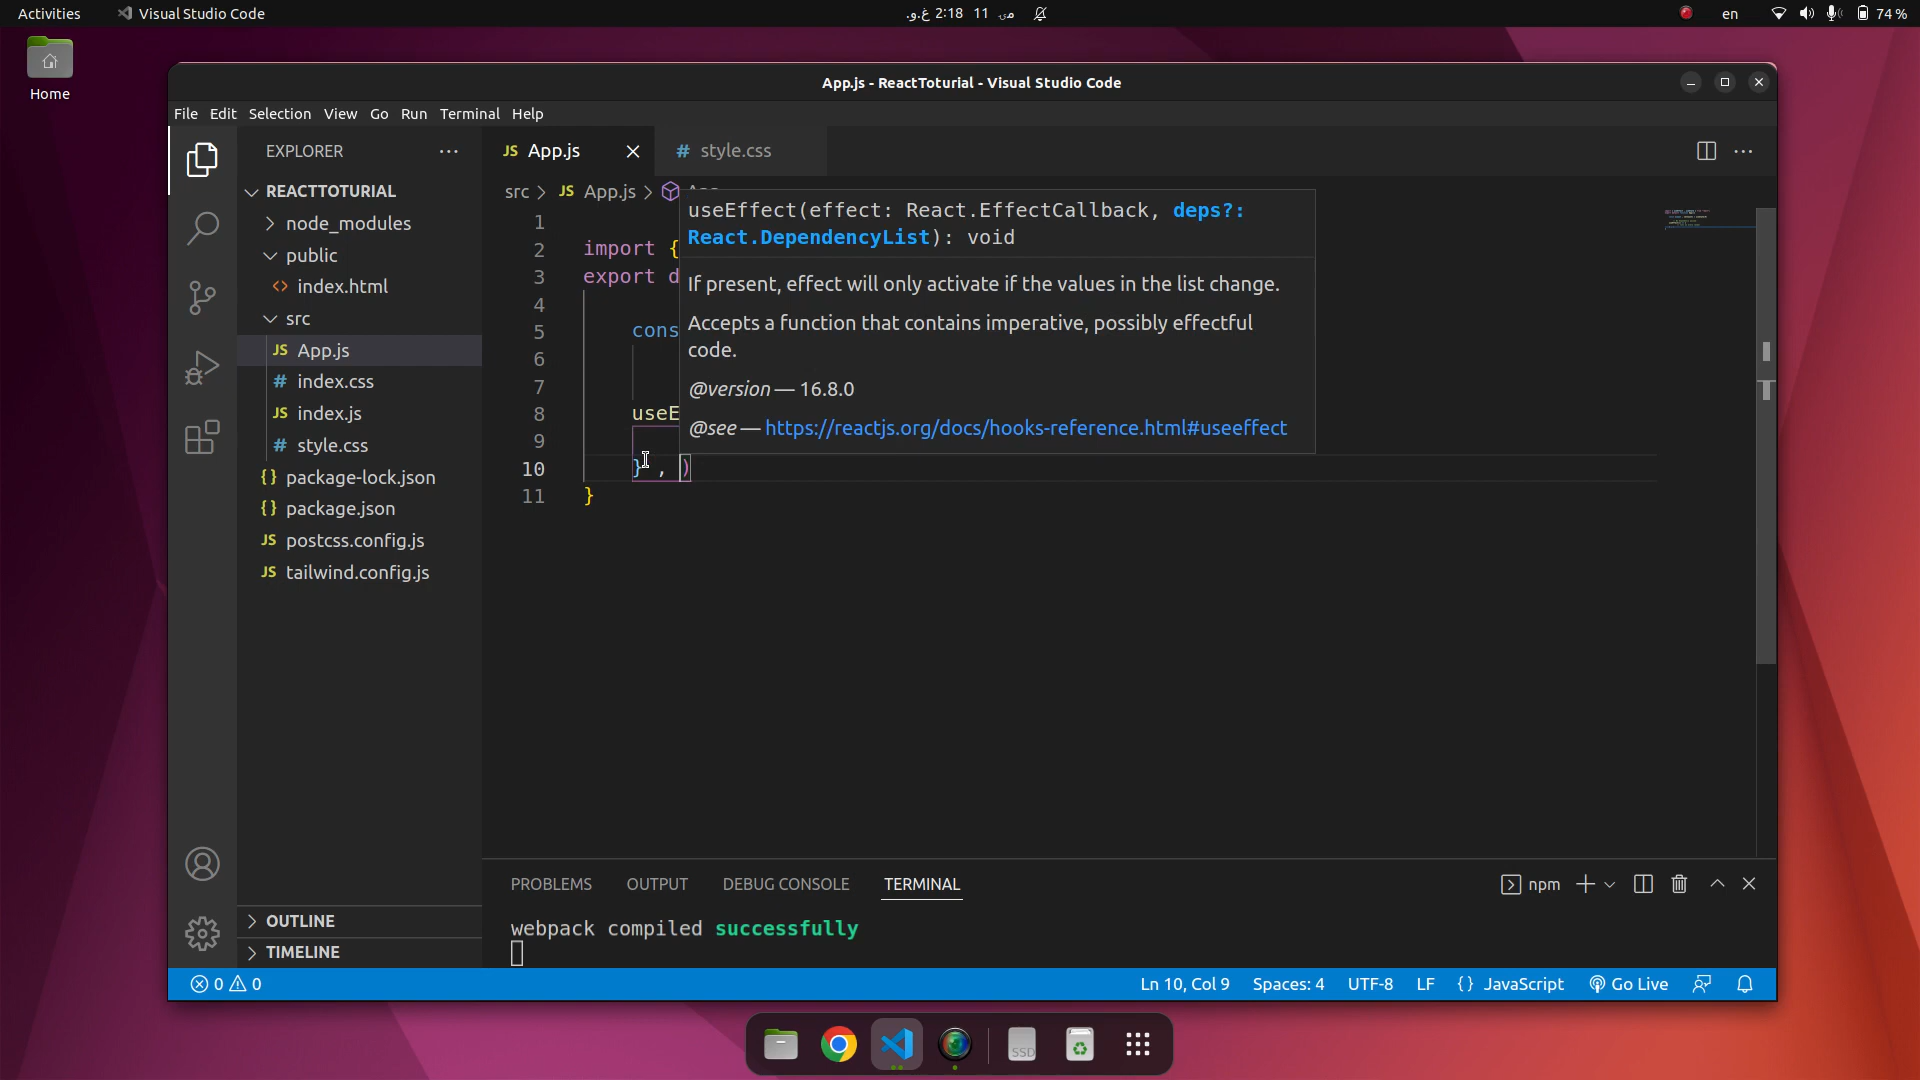 Activities
Visual Studio Code
می 11 2:18 غ.و.
en
74 %
Home
App.js - ReactToturial - Visual Studio Code
File Edit Selection View Go Run Terminal Help
EXPLORER
REACTTOTURIAL
node_modules
public
index.html
src
JS App.js
# index.css
JS index.js
# style.css
{} package-lock.json
{} package.json
JS postcss.config.js
JS tailwind.config.js
OUTLINE
TIMELINE
JS App.js
# style.css
src > JS App.js >
1
2 import {
3 export d
4
5 cons
6
7
8 useE
9
10 } , )
11 }
useEffect(effect: React.EffectCallback, deps?:
React.DependencyList): void
If present, effect will only activate if the values in the list change.
Accepts a function that contains imperative, possibly effectful
code.
@version — 16.8.0
@see — https://reactjs.org/docs/hooks-reference.html#useeffect
PROBLEMS OUTPUT DEBUG CONSOLE TERMINAL
npm
webpack compiled successfully
0 0
Ln 10, Col 9 Spaces: 4 UTF-8 LF {} JavaScript Go Live
SSD